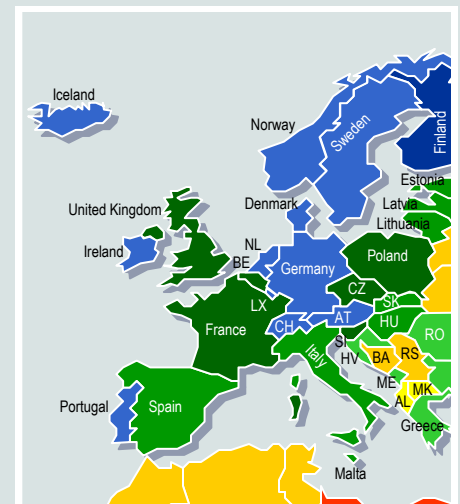 Iceland
Norway
Sweden
Finland
Estonia
Latvia
Lithuania
Denmark
United Kingdom
Ireland
NL
BE
Germany
Poland
LX
CZ
SK
France
CH
AT
HU
RO
SI
HV
Italy
BA
RS
ME
MK
AL
Greece
Portugal
Spain
Malta